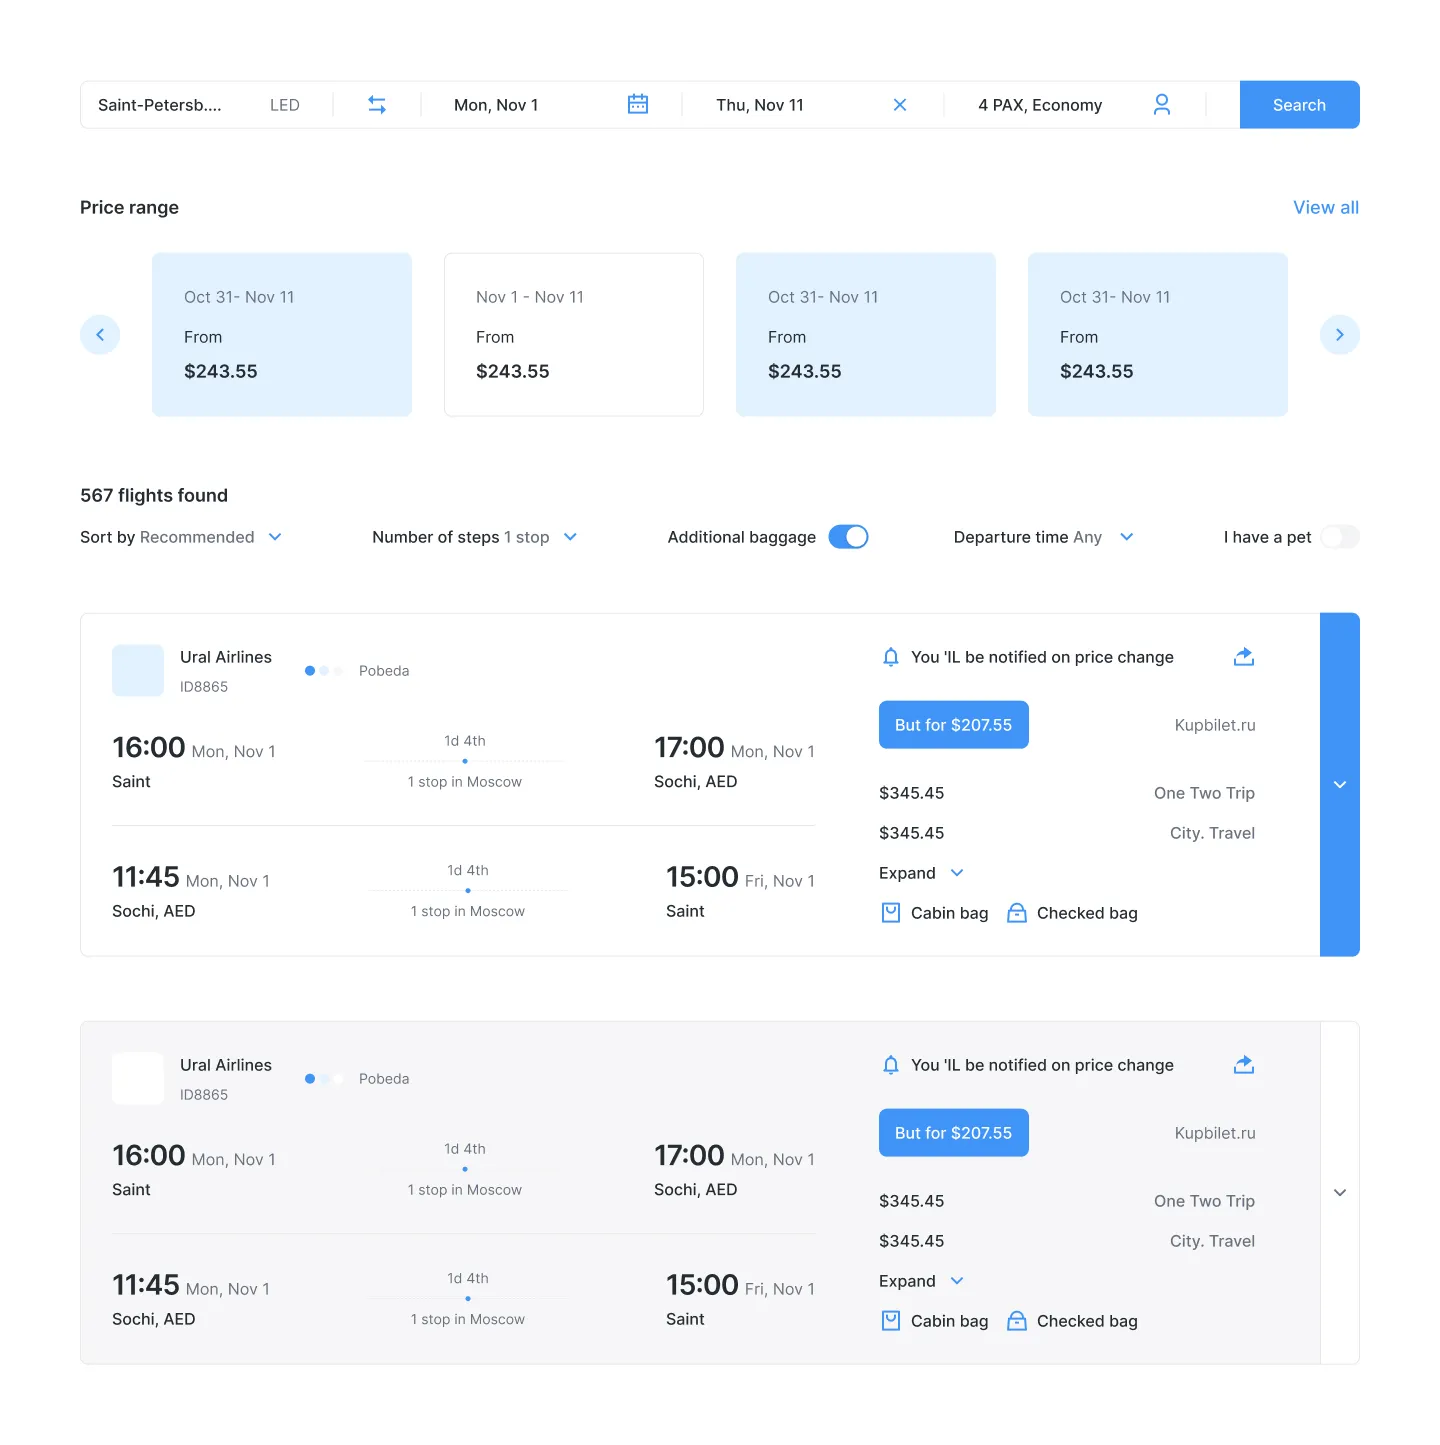 Saint-Petersb.... LED Mon, Nov 1 Thu, Nov 11 4 PAX, Economy Search
Price range View all
Oct 31- Nov 11
From
$243.55
Nov 1 - Nov 11
From
$243.55
Oct 31- Nov 11
From
$243.55
Oct 31- Nov 11
From
$243.55
567 flights found
Sort by Recommended Number of steps 1 stop Additional baggage Departure time Any I have a pet
Ural Airlines
ID8865
Pobeda
16:00 Mon, Nov 1
Saint
1d 4th
1 stop in Moscow
17:00 Mon, Nov 1
Sochi, AED
11:45 Mon, Nov 1
Sochi, AED
1d 4th
1 stop in Moscow
15:00 Fri, Nov 1
Saint
You 'IL be notified on price change
But for $207.55 Kupbilet.ru
$345.45 One Two Trip
$345.45 City. Travel
Expand
Cabin bag Checked bag
Ural Airlines
ID8865
Pobeda
16:00 Mon, Nov 1
Saint
1d 4th
1 stop in Moscow
17:00 Mon, Nov 1
Sochi, AED
11:45 Mon, Nov 1
Sochi, AED
1d 4th
1 stop in Moscow
15:00 Fri, Nov 1
Saint
You 'IL be notified on price change
But for $207.55 Kupbilet.ru
$345.45 One Two Trip
$345.45 City. Travel
Expand
Cabin bag Checked bag